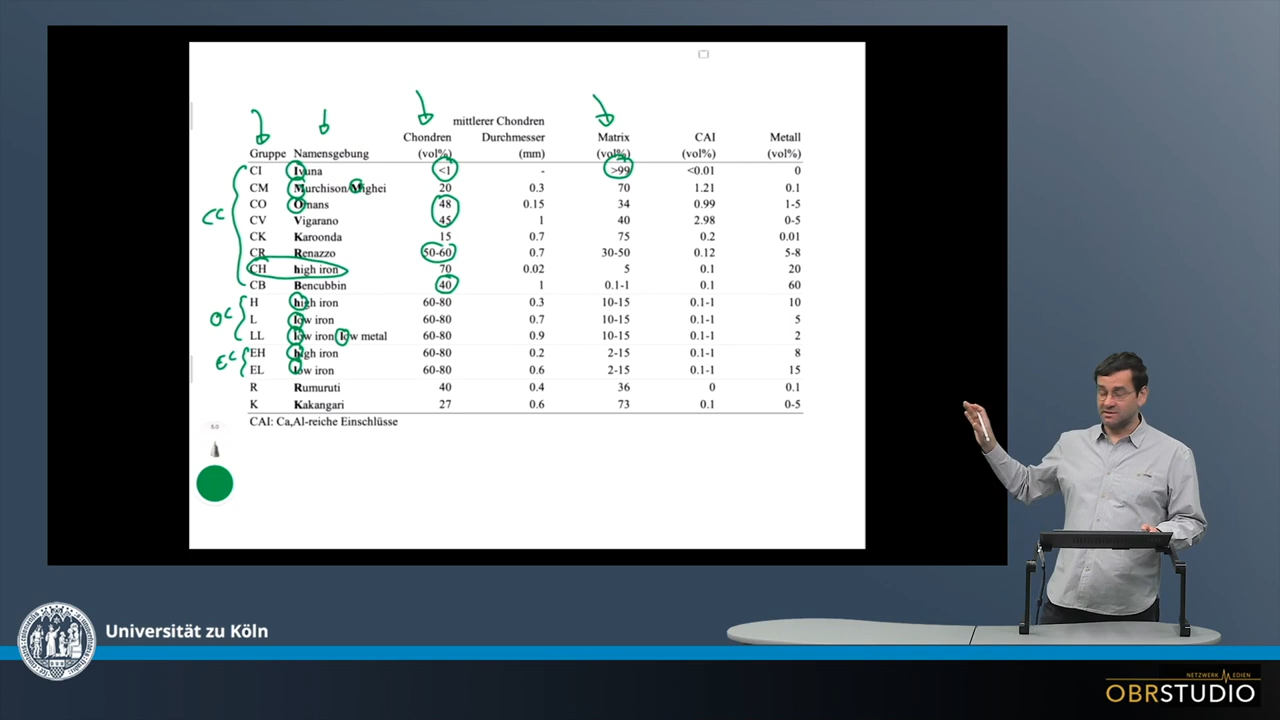 mittlerer Chondren
Chondren Durchmesser Matrix CAI Metall
Gruppe Namensgebung (vol%) (mm) (vol%) (vol%) (vol%)
CI Ivuna <1 - >99 <0.01 0
CM Murchison/Mighei 20 0.3 70 1.21 0.1
CO Ornans 48 0.15 34 0.99 1-5
CV Vigarano 45 1 40 2.98 0-5
CK Karoonda 15 0.7 75 0.2 0.01
CR Renazzo 50-60 0.7 30-50 0.12 5-8
CH high iron 70 0.02 5 0.1 20
CB Bencubbin 40 1 0.1-1 0.1 60
H high iron 60-80 0.3 10-15 0.1-1 10
L low iron 60-80 0.7 10-15 0.1-1 5
LL low iron low metal 60-80 0.9 10-15 0.1-1 2
EH high iron 60-80 0.2 2-15 0.1-1 8
EL low iron 60-80 0.6 2-15 0.1-1 15
R Rumuruti 40 0.4 36 0 0.1
K Kakangari 27 0.6 73 0.1 0-5
CAI: Ca,Al-reiche Einschlüsse
CC
OC
EC
5.0
Universität zu Köln
NETZWERK MEDIEN
OBRSTUDIO